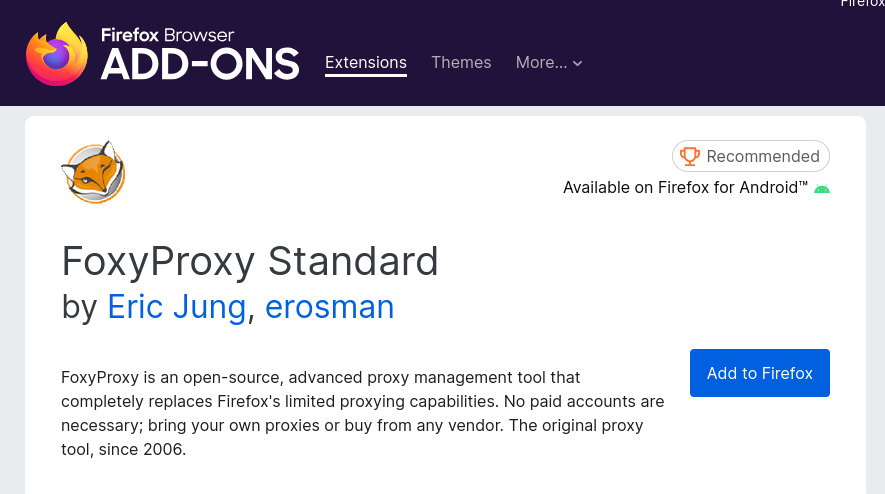 Firefox
Firefox Browser
ADD-ONS
Extensions Themes More...
Recommended
Available on Firefox for Android™
FoxyProxy Standard
by Eric Jung, erosman
FoxyProxy is an open-source, advanced proxy management tool that
completely replaces Firefox's limited proxying capabilities. No paid accounts are
necessary; bring your own proxies or buy from any vendor. The original proxy
tool, since 2006.
Add to Firefox